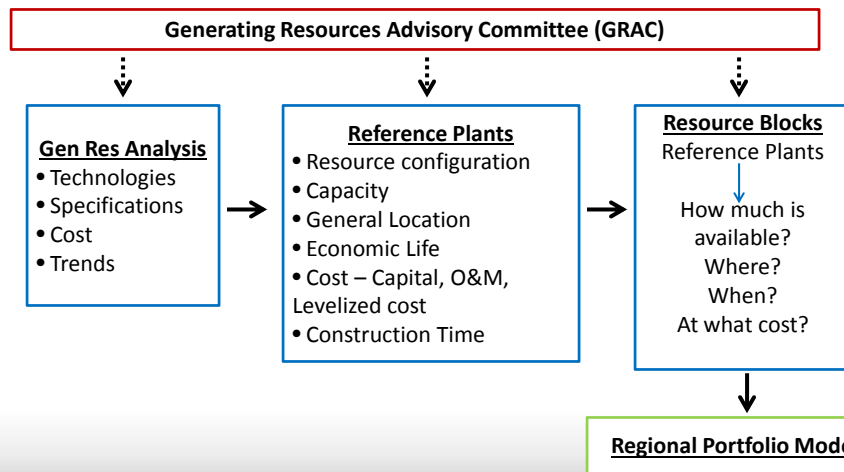 Generating Resources Advisory Committee (GRAC)
Gen Res Analysis
• Technologies
• Specifications
• Cost
• Trends
Reference Plants
• Resource configuration
• Capacity
• General Location
• Economic Life
• Cost – Capital, O&M,
Levelized cost
• Construction Time
Resource Blocks
Reference Plants
How much is
available?
Where?
When?
At what cost?
Regional Portfolio Mode